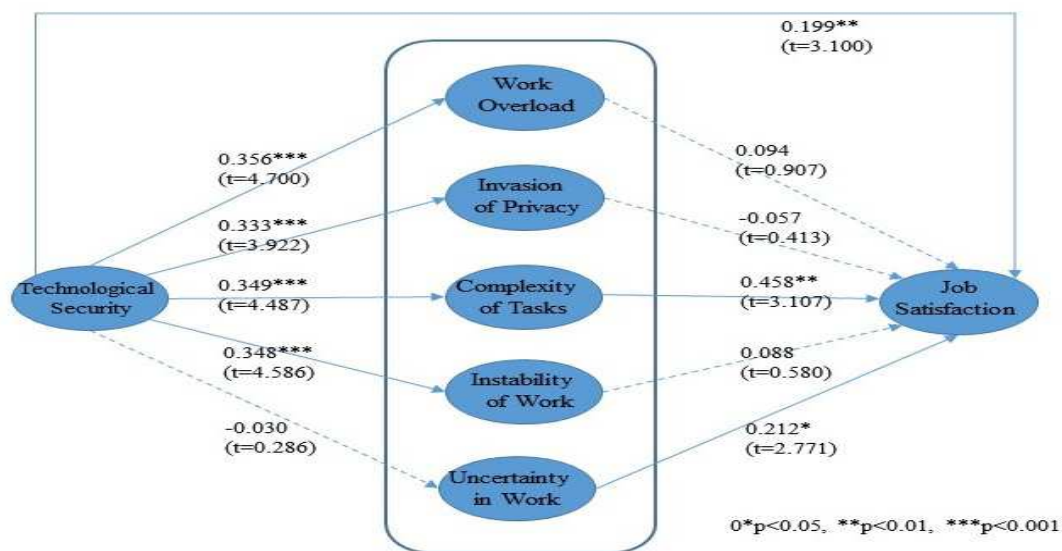 0.199**
(t=3.100)
Work
Overload
0.356***
(t=4.700)
0.094
(t=0.907)
Invasion
of Privacy
0.333***
(t=3.922)
-0.057
(t=0.413)
Technological
Security
0.349***
(t=4.487)
Complexity
of Tasks
0.458**
(t=3.107)
Job
Satisfaction
0.348***
(t=4.586)
Instability
of Work
0.088
(t=0.580)
-0.030
(t=0.286)
0.212*
(t=2.771)
Uncertainty
in Work
0*p<0.05, **p<0.01, ***p<0.001